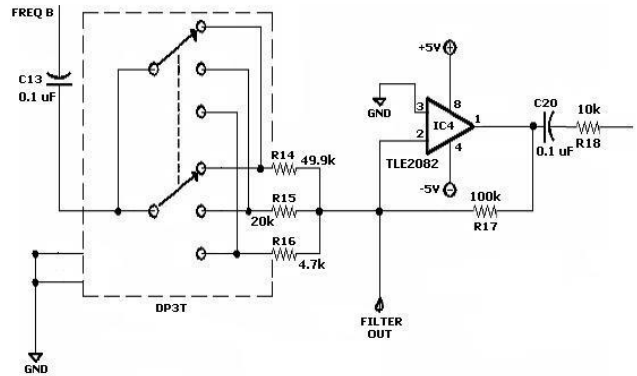 FREQ B
C13
0.1 uF
R14
49.9k
R15
20k
R16
4.7k
DP3T
GND
+5V
GND
3
8
IC4
1
2
4
TLE2082
-5V
C20
0.1 uF
10k
R18
100k
R17
FILTER
OUT